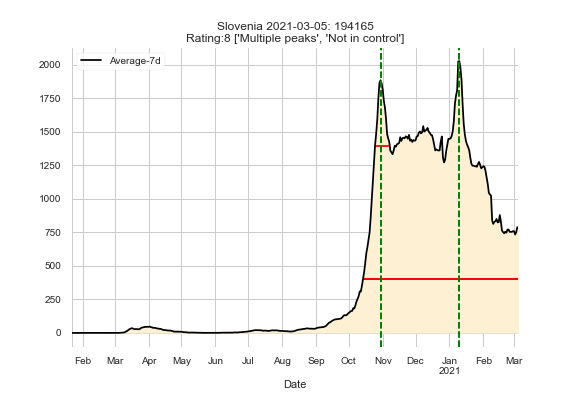 Slovenia 2021-03-05: 194165
Rating:8 ['Multiple peaks', 'Not in control']
Average-7d
2000
1750
1500
1250
1000
750
500
250
0
Feb Mar Apr May Jun Jul Aug Sep Oct Nov Dec Jan Feb Mar
2021
Date